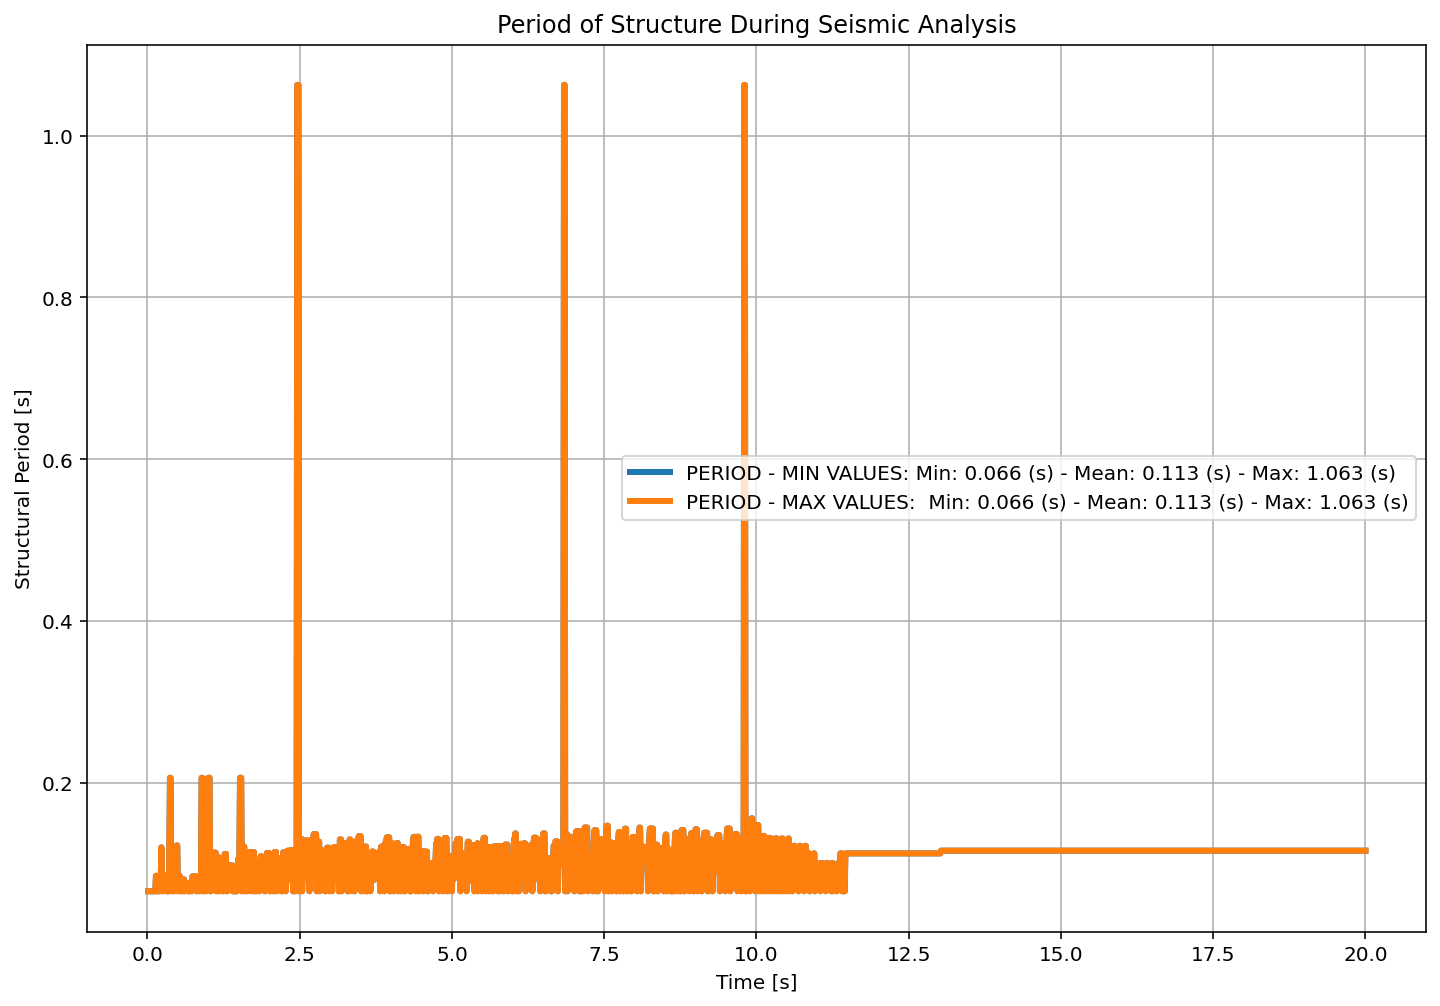 Period of Structure During Seismic Analysis
Structural Period [s]
1.0
0.8
0.6
0.4
0.2
PERIOD - MIN VALUES: Min: 0.066 (s) - Mean: 0.113 (s) - Max: 1.063 (s)
PERIOD - MAX VALUES:  Min: 0.066 (s) - Mean: 0.113 (s) - Max: 1.063 (s)
0.0 2.5 5.0 7.5 10.0 12.5 15.0 17.5 20.0
Time [s]